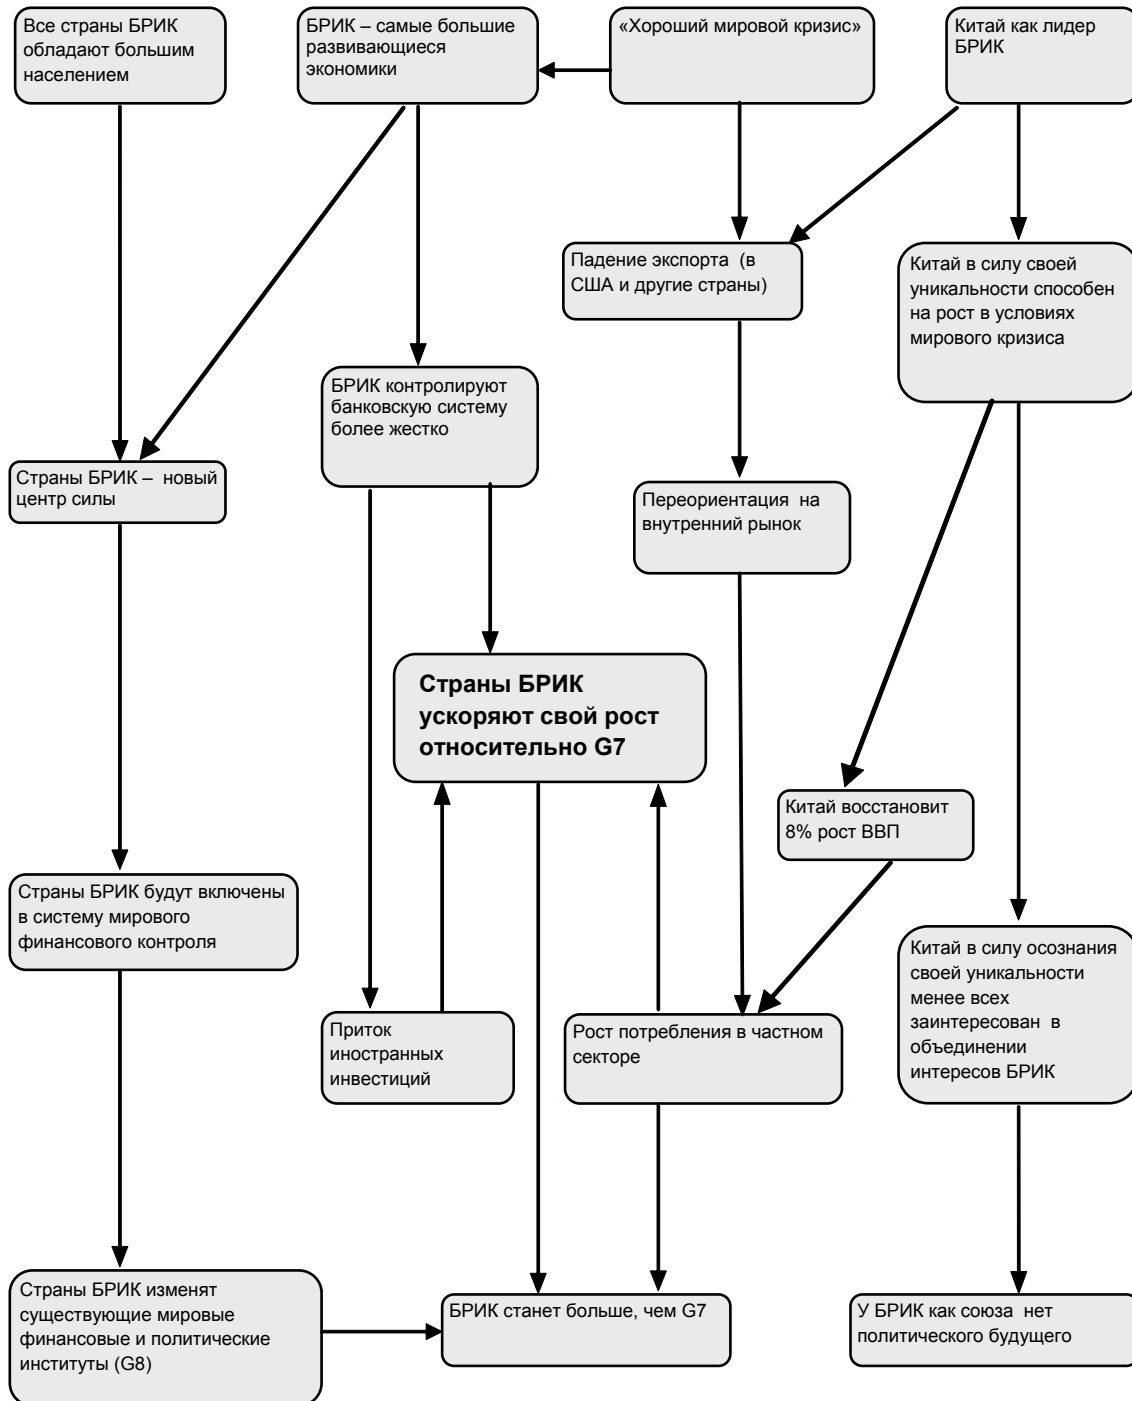 Все страны БРИК
обладают большим
населением
БРИК – самые большие
развивающиеся
экономики
«Хороший мировой кризис»
Китай как лидер
БРИК
Падение экспорта (в
США и другие страны)
Китай в силу своей
уникальности способен
на рост в условиях
мирового кризиса
БРИК контролируют
банковскую систему
более жестко
Страны БРИК – новый
центр силы
Переориентация на
внутренний рынок
Страны БРИК
ускоряют свой рост
относительно G7
Китай восстановит
8% рост ВВП
Страны БРИК будут включены
в систему мирового
финансового контроля
Китай в силу осознания
своей уникальности
менее всех
заинтересован в
объединении
интересов БРИК
Приток
иностранных
инвестиций
Рост потребления в частном
секторе
Страны БРИК изменят
существующие мировые
финансовые и политические
институты (G8)
БРИК станет больше, чем G7
У БРИК как союза нет
политического будущего